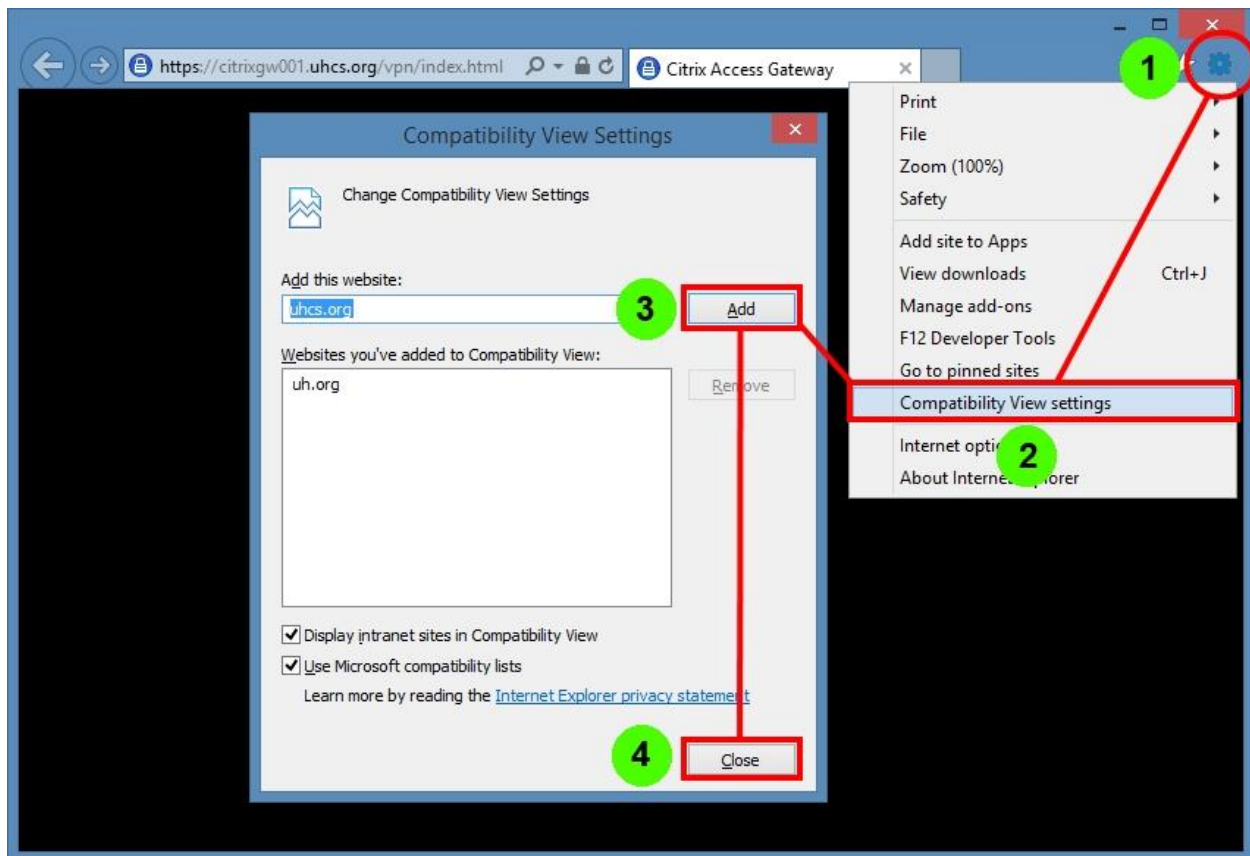 https://citrixgw001.uhcs.org/vpn/index.html
Citrix Access Gateway
1
Print
File
Zoom (100%)
Safety
Add site to Apps
View downloads Ctrl+J
Manage add-ons
F12 Developer Tools
Go to pinned sites
Compatibility View settings
Internet opti
2
About Interne orer
Compatibility View Settings
Change Compatibility View Settings
Add this website:
uhcs.org
3
Add
Websites you've added to Compatibility View:
uh.org
Remove
Display intranet sites in Compatibility View
Use Microsoft compatibility lists
Learn more by reading the Internet Explorer privacy statement
4
Close